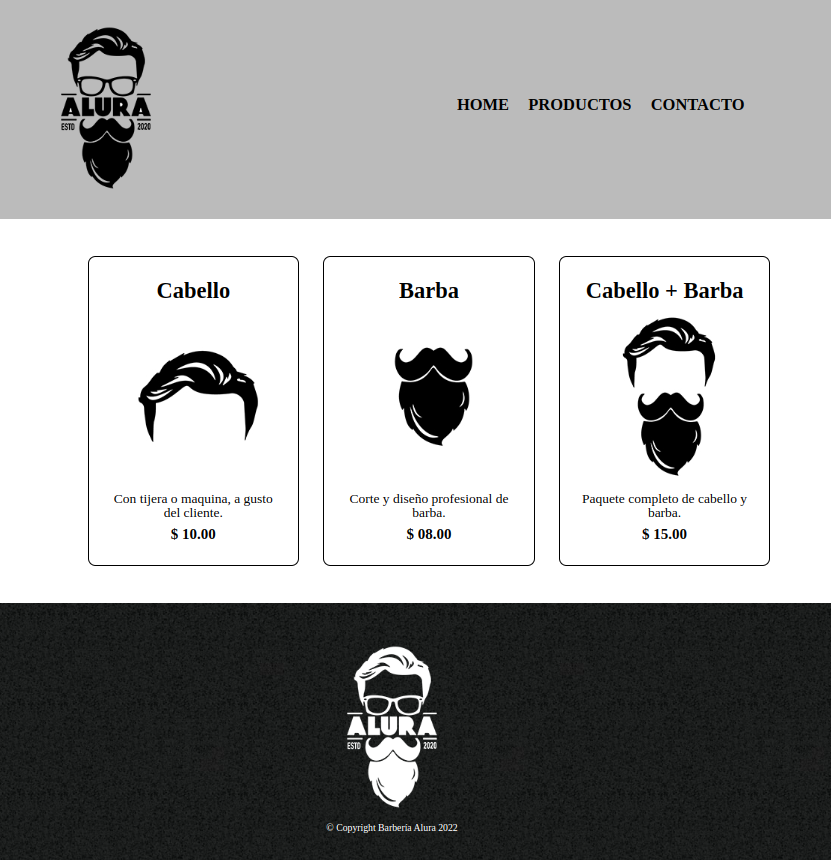 ALURA
ESTD 2020
HOME PRODUCTOS CONTACTO
Cabello
Con tijera o maquina, a gusto
del cliente.
$ 10.00
Barba
Corte y diseño profesional de
barba.
$ 08.00
Cabello + Barba
Paquete completo de cabello y
barba.
$ 15.00
ALURA
ESTD 2020
© Copyright Barbería Alura 2022